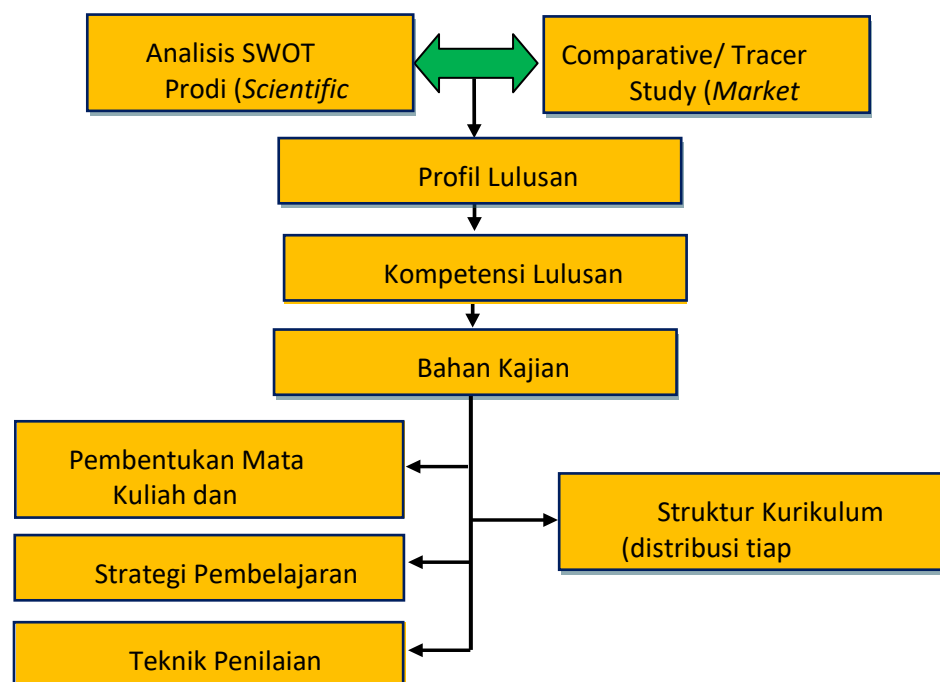 Analisis SWOT
Prodi (Scientific
Comparative/ Tracer
Study (Market
Profil Lulusan
Kompetensi Lulusan
Bahan Kajian
Pembentukan Mata
Kuliah dan
Struktur Kurikulum
(distribusi tiap
Strategi Pembelajaran
Teknik Penilaian